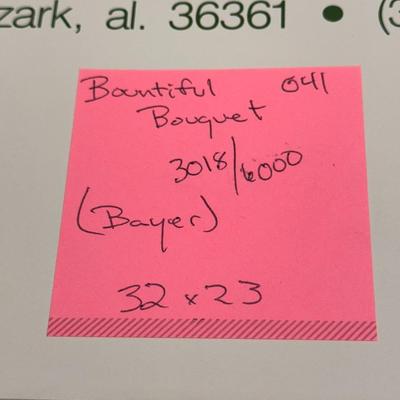 zark, al. 36361 • (3
Bountiful 041
Bouquet
3018/6000
(Bayer)
32 x 23